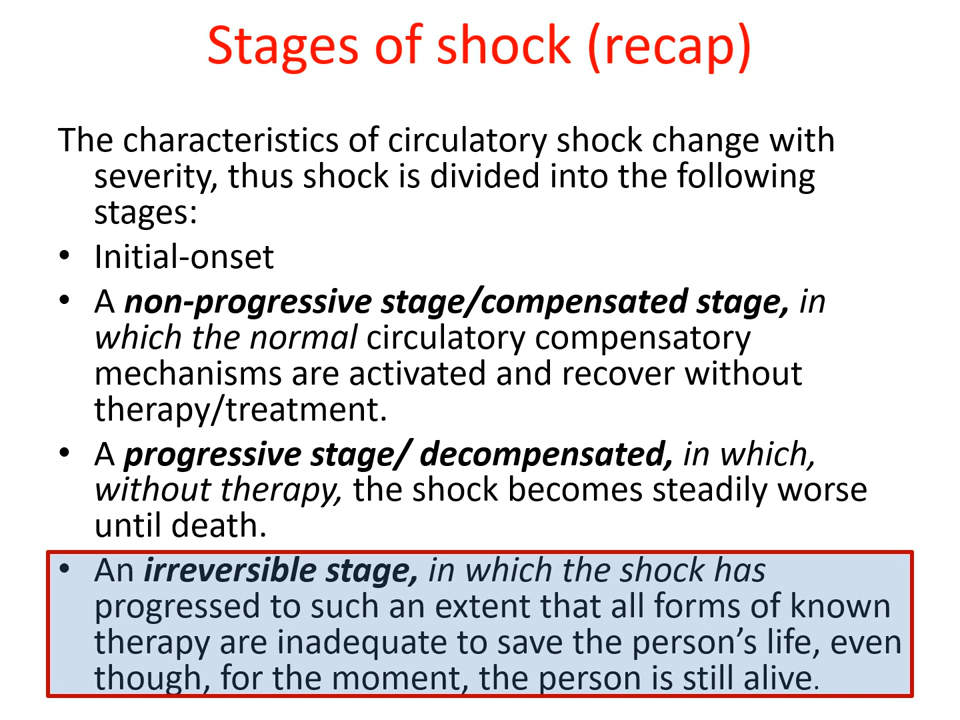 Stages of shock (recap)
The characteristics of circulatory shock change with
severity, thus shock is divided into the following
stages:
• Initial-onset
• A non-progressive stage/compensated stage, in
which the normal circulatory compensatory
mechanisms are activated and recover without
therapy/treatment.
• A progressive stage/ decompensated, in which,
without therapy, the shock becomes steadily worse
until death.
• An irreversible stage, in which the shock has
progressed to such an extent that all forms of known
therapy are inadequate to save the person’s life, even
though, for the moment, the person is still alive.